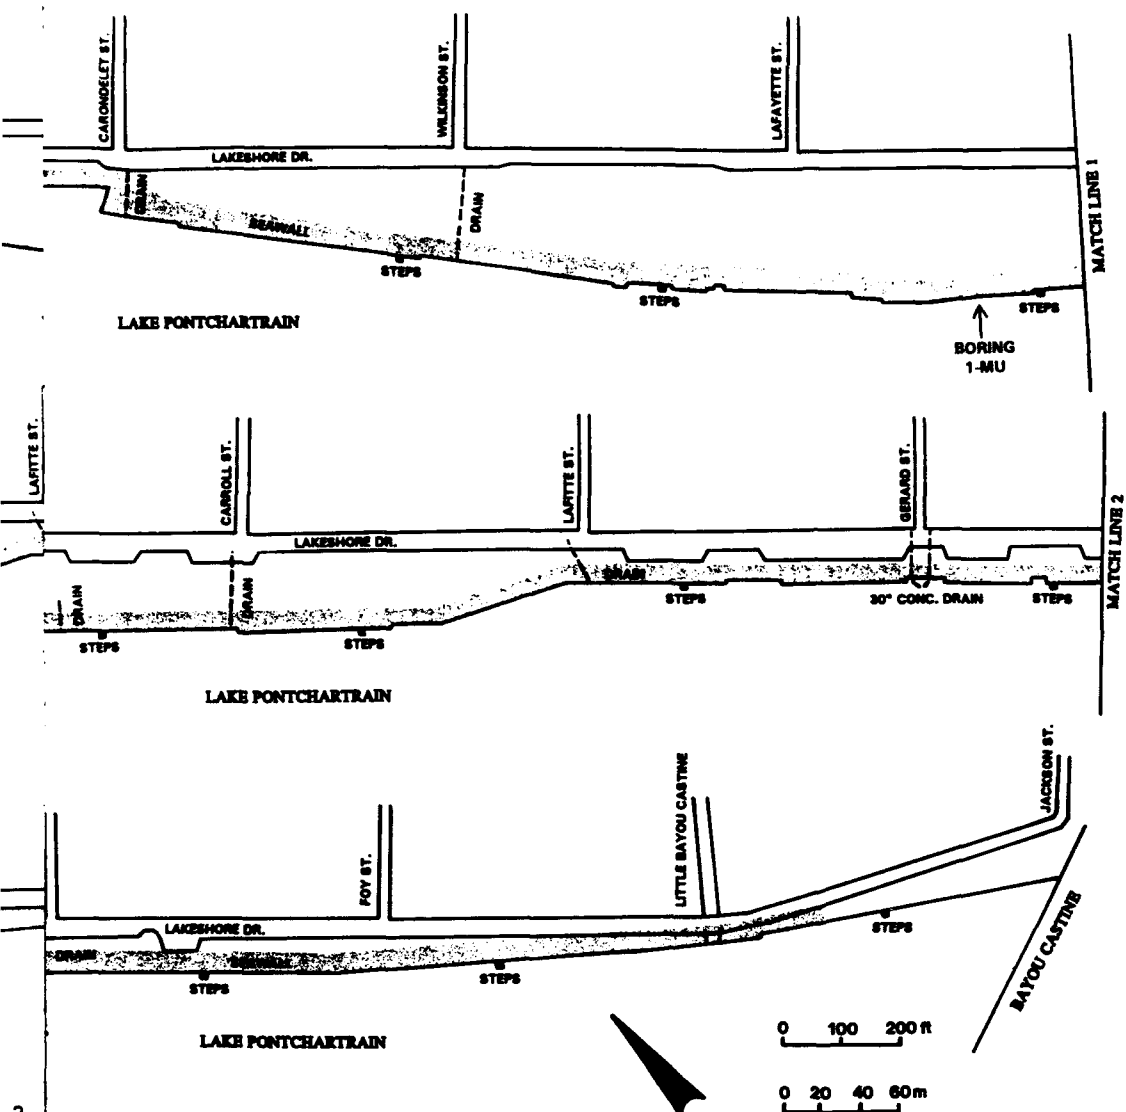 CARONDELET ST.
WILKINSON ST.
LAFAYETTE ST.
LAKESHORE DR.
DRAIN
DRAIN
SEAWALL
STEPS
STEPS
STEPS
MATCH LINE 1
LAKE PONTCHARTRAIN
BORING
1-MU
LAFITTE ST.
CARROLL ST.
LAFITTE ST.
GERARD ST.
LAKESHORE DR.
DRAIN
DRAIN
DRAIN
STEPS
30" CONC. DRAIN
STEPS
MATCH LINE 2
STEPS
STEPS
LAKE PONTCHARTRAIN
FOY ST.
LITTLE BAYOU CASTINE
JACKSON ST.
LAKESHORE DR.
DRAIN
SEAWALL
STEPS
STEPS
STEPS
BAYOU CASTINE
LAKE PONTCHARTRAIN
0 100 200 ft
0 20 40 60 m